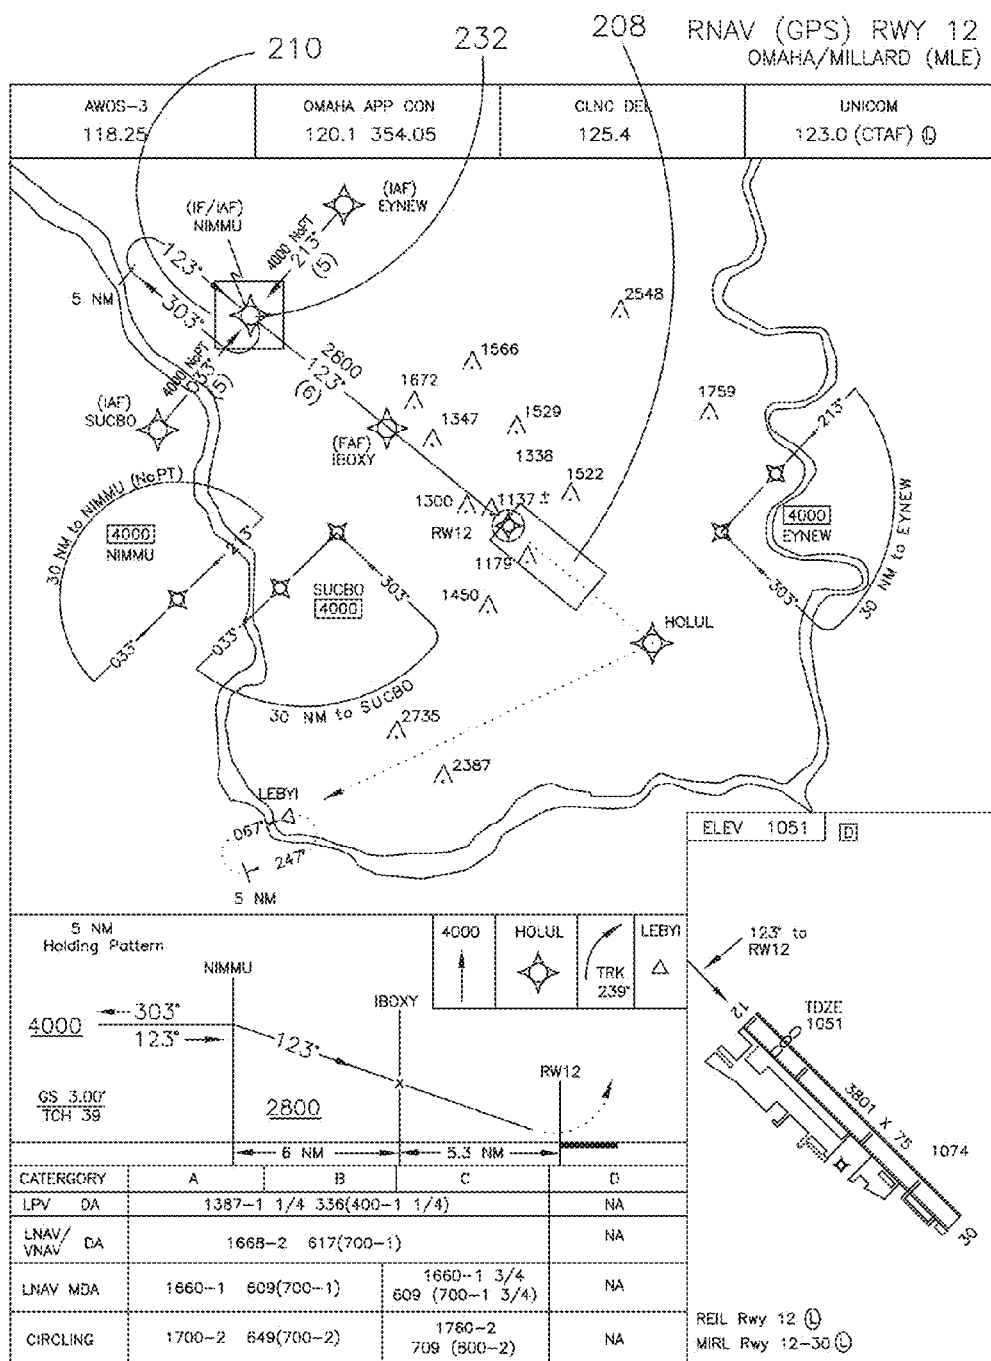 210
232
208
RNAV (GPS) RWY 12
OMAHA/MILLARD (MLE)
AWOS-3
118.25
OMAHA APP CON
120.1 354.05
CLNC DEL
125.4
UNICOM
123.0 (CTAF) L
(IAF)
EYNEW
(IF/IAF)
NIMMU
4000 NoPT
213°
(5)
123°
303°
5 NM
4000 NoPT
033°
(5)
(IAF)
SUCBO
2800
123°
(6)
(FAF)
IBOXY
2548
1566
1672
1347
1529
1338
1759
1522
1300
1137±
RW12
1179
1450
HOLUL
213°
4000
EYNEW
303°
30 NM to EYNEW
30 NM to NIMMU (NoPT)
4000
NIMMU
213°
033°
SUCBO
4000
303°
033°
30 NM to SUCBO
2735
2387
LEBYI
067°
247°
5 NM
ELEV 1051 D
5 NM
Holding Pattern
4000
HOLUL
TRK
239°
LEBYI
NIMMU
IBOXY
303°
4000
123°
123°
RW12
GS 3.00°
TCH 39
2800
6 NM
5.3 NM
123° to
RW12
12
TDZE
1051
3801 X 75
1074
30
CATERGORY A B C D
LPV DA 1387-1 1/4 336(400-1 1/4) NA
LNAV/
VNAV DA 1668-2 617(700-1) NA
LNAV MDA 1660-1 609(700-1) 1660-1 3/4
609 (700-1 3/4) NA
CIRCLING 1700-2 649(700-2) 1760-2
709 (800-2) NA
REIL Rwy 12 L
MIRL Rwy 12-30 L